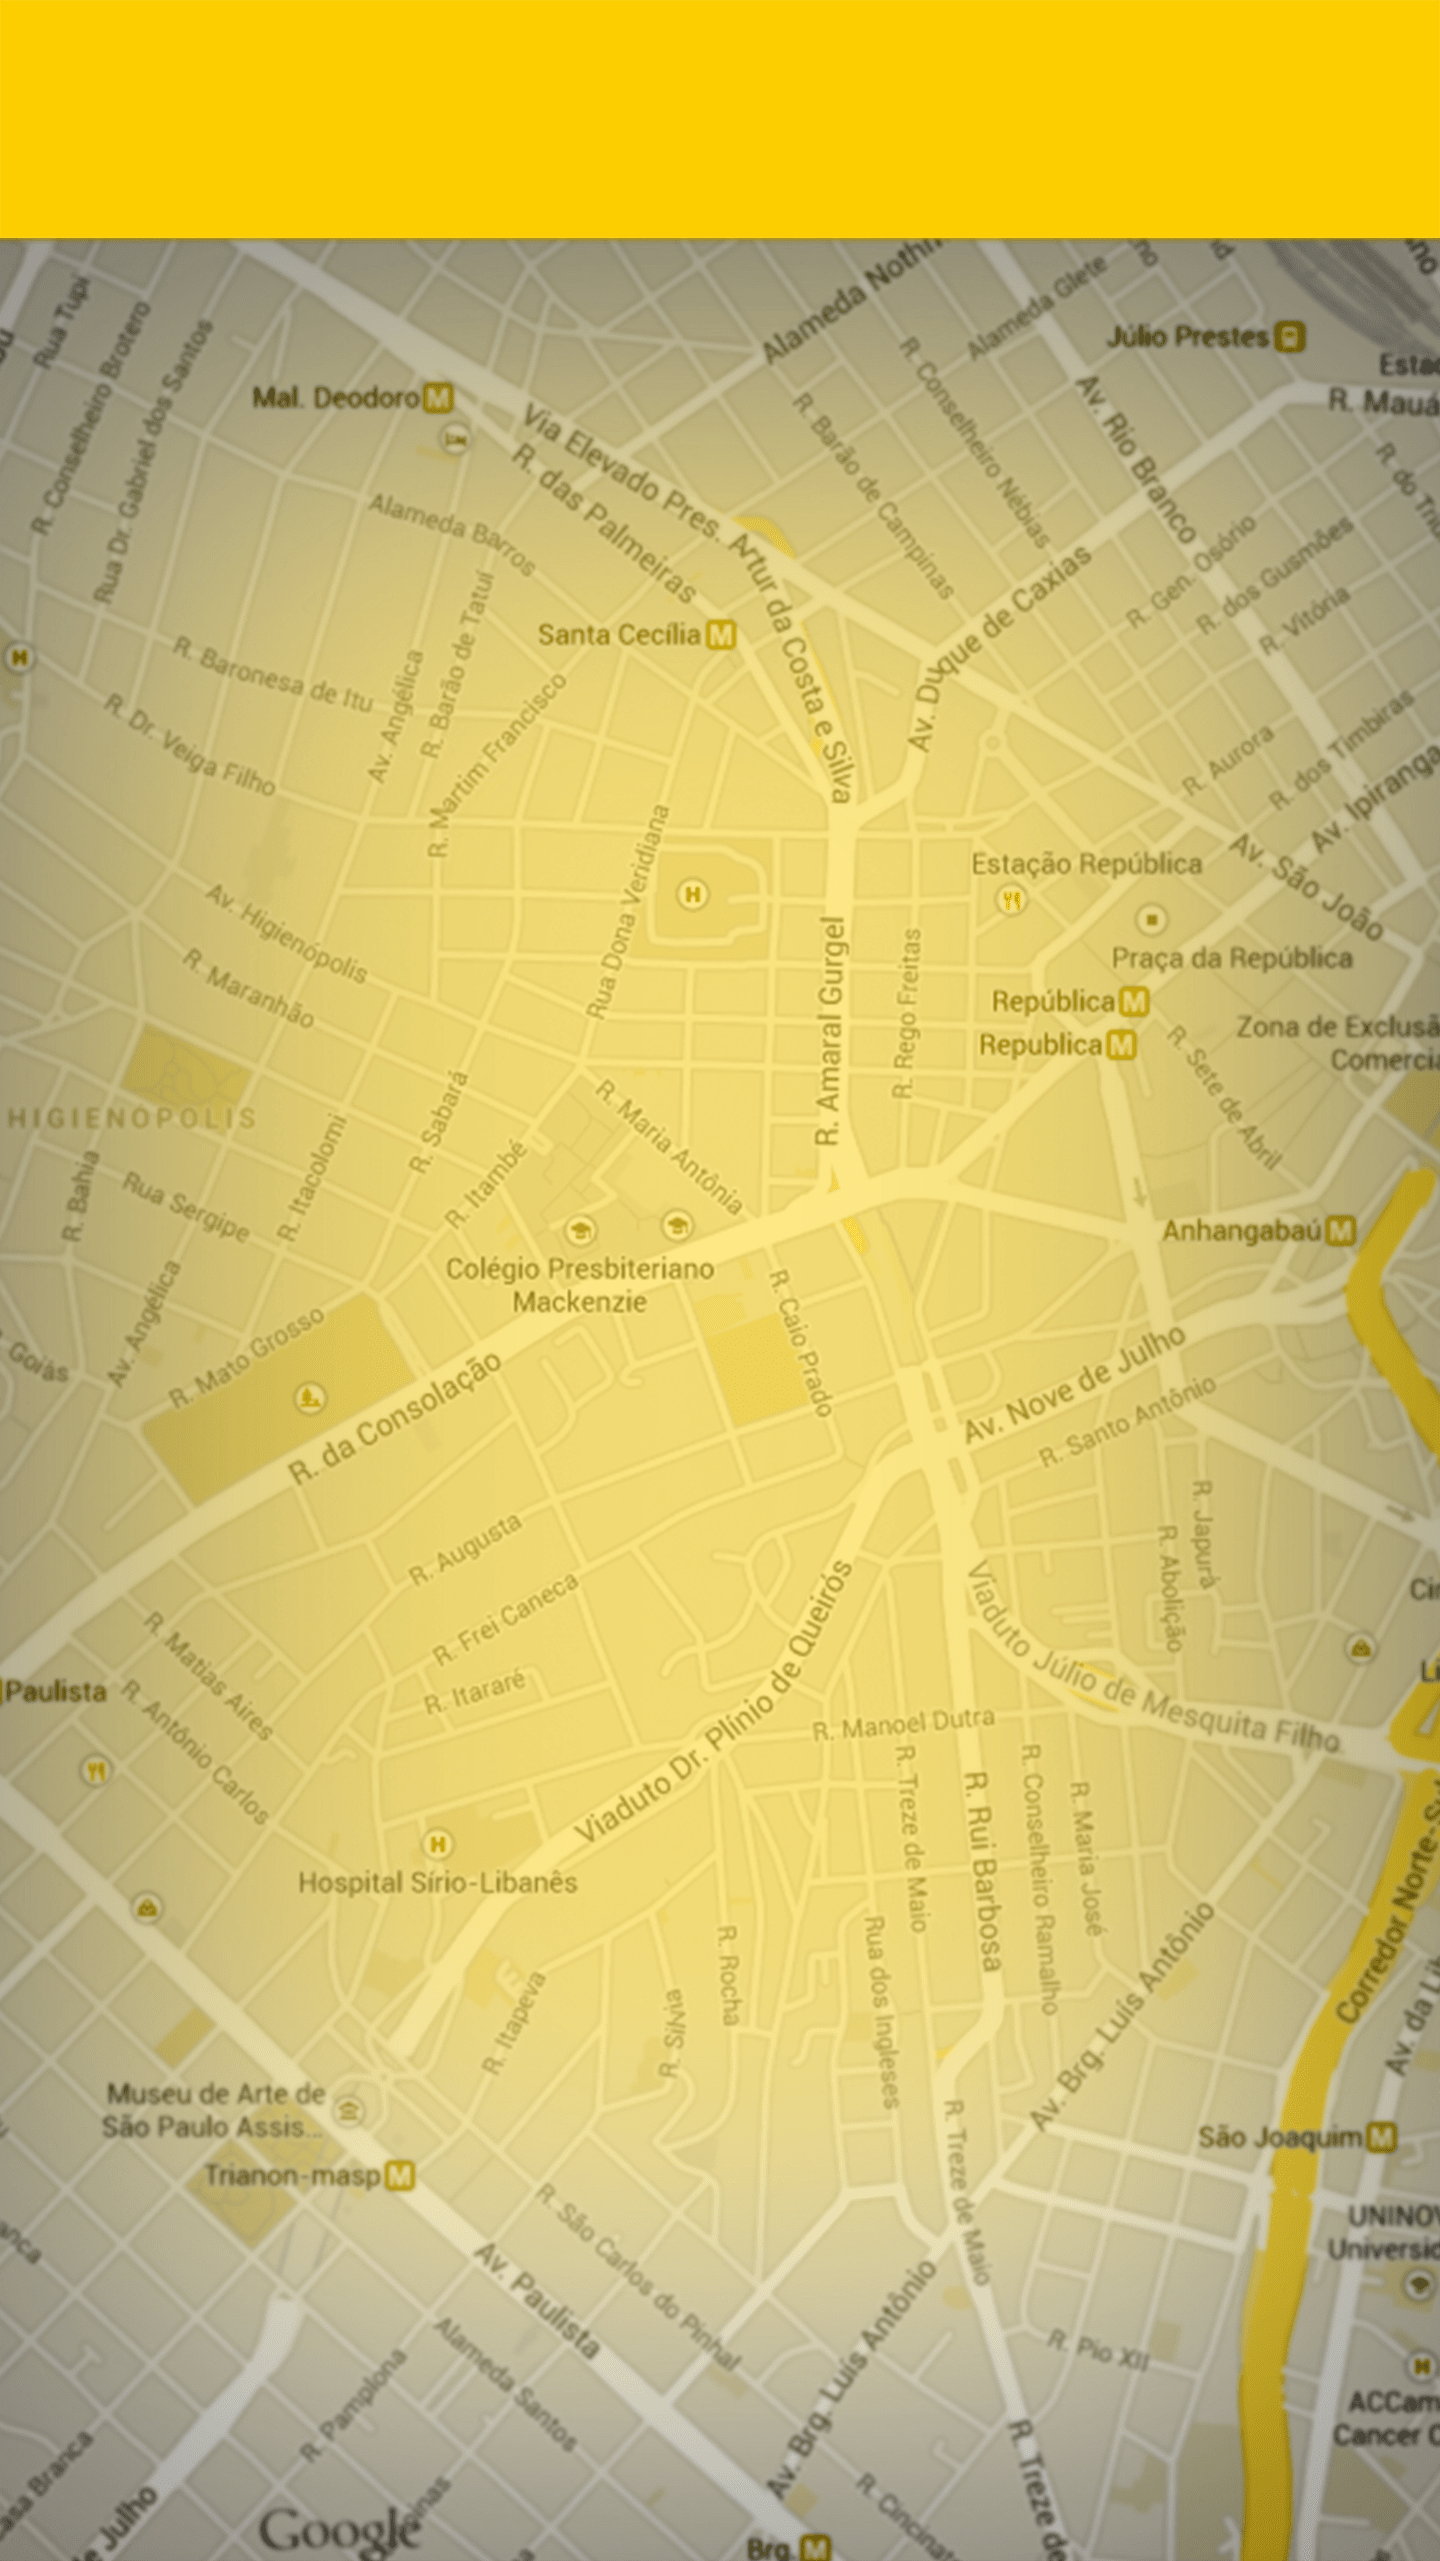 Alameda Nothm
Alameda Glete
Rua Tupi
R. Conselheiro Brotero
Rua Dr. Gabriel dos Santos
Júlio Prestes
M
Mal. Deodoro
R. Mauá
Via Elevado Pres. Artur da Costa e Silva
R. das Palmeiras
R. Barão de Campinas
R. Conselheiro Nébias
Av. Rio Branco
Alameda Barros
Av. Duque de Caxias
R. Gen. Osório
R. dos Gusmões
R. Vitória
Santa Cecília
M
H
R. Baronesa de Itu
R. Barão de Tatuí
Av. Angélica
R. Martim Francisco
R. Dr. Veiga Filho
R. Aurora
R. dos Timbiras
Av. Ipiranga
Av. São João
Estação República
H
Rua Dona Veridiana
R. Amaral Gurgel
R. Rego Freitas
Praça da República
República
M
Republica
M
Av. Higienópolis
R. Maranhão
Zona de Exclusã
Comercia
R. Sete de Abril
HIGIENÓPOLIS
R. Sabará
R. Maria Antônia
R. Itacolomi
R. Itambé
R. Bahia
Rua Sergipe
Anhangabaú
M
Colégio Presbiteriano
Mackenzie
Av. Angélica
R. Mato Grosso
Goiás
R. Caio Prado
R. da Consolação
Av. Nove de Julho
R. Santo Antônio
R. Japurá
R. Abolição
R. Augusta
R. Frei Caneca
R. Itararé
R. Matias Aires
R. Antônio Carlos
Paulista
Viaduto Dr. Plínio de Queirós
Viaduto Júlio de Mesquita Filho
R. Manoel Dutra
R. Treze de Maio
R. Rui Barbosa
R. Conselheiro Ramalho
R. Maria José
H
Hospital Sírio-Libanês
Corredor Norte-Su
Av. Brg. Luís Antônio
R. Rocha
R. Sílvia
R. Itapeva
Rua dos Ingleses
Av. da Lib
Museu de Arte de
São Paulo Assis...
Trianon-masp
M
São Joaquim
M
R. Treze de Maio
UNINOV
Universid
R. São Carlos do Pinhal
Av. Paulista
Av. Brg. Luís Antônio
R. Pio XII
H
Alameda Santos
R. Pamplona
ACCam
Cancer C
R. Treze de
R. Cincinat
asa Branca
e Julho
Google
inas
Brg.
M